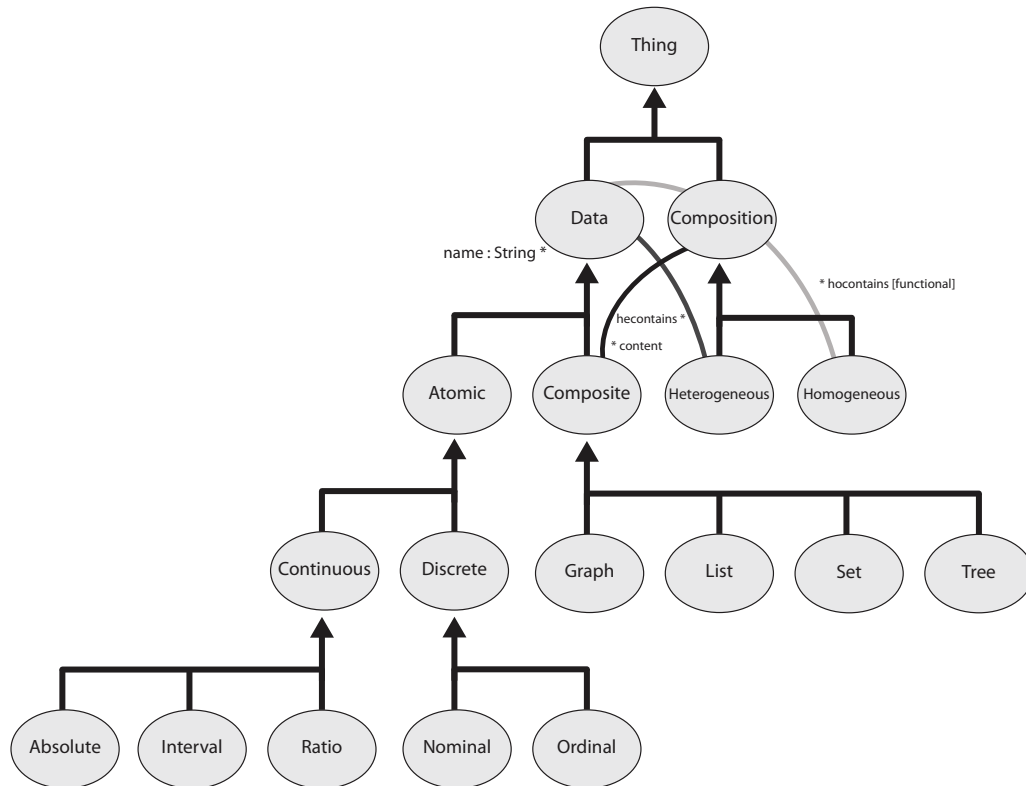 Thing
Data
Composition
name : String *
* hocontains [functional]
hecontains *
* content
Atomic
Composite
Heterogeneous
Homogeneous
Continuous
Discrete
Graph
List
Set
Tree
Absolute
Interval
Ratio
Nominal
Ordinal